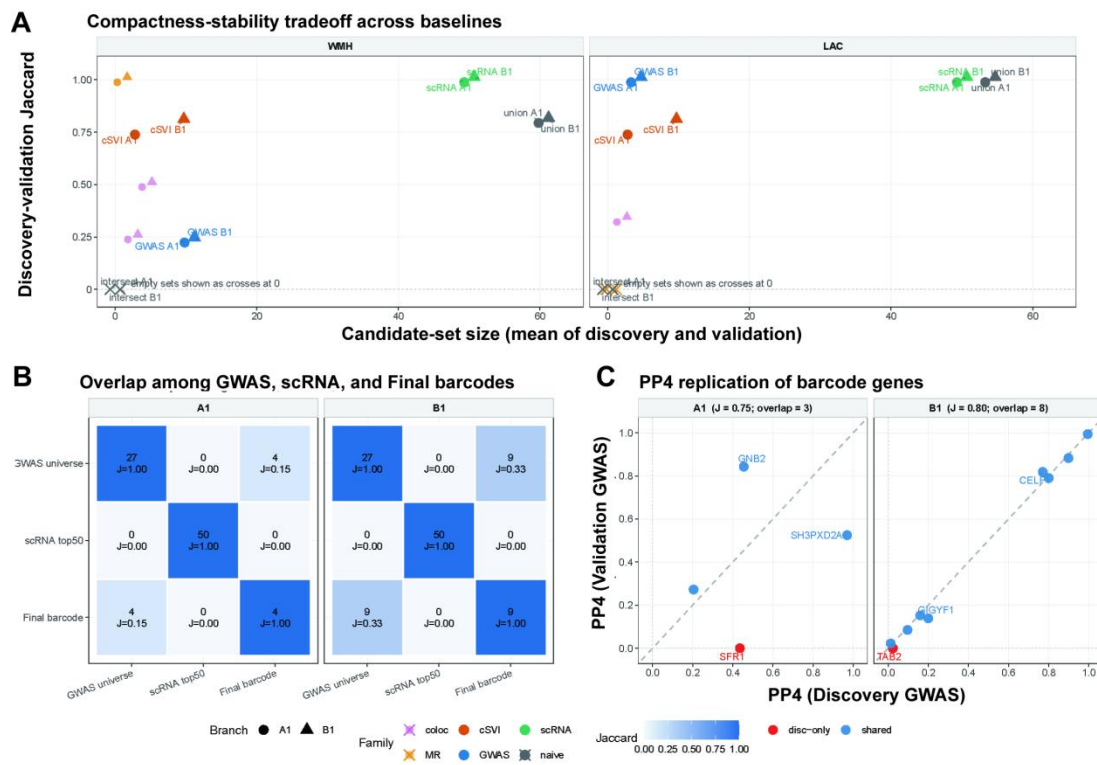 A
Compactness-stability tradeoff across baselines
WMH
LAC
Discovery-validation Jaccard
1.00
0.75
0.50
0.25
0
scRNA B1
scRNA A1
cSVI B1
cSVI A1
union A1
union B1
GWAS B1
GWAS A1
intersect A1
empty sets shown as crosses at 0
intersect B1
GWAS B1
GWAS A1
scRNA B1
scRNA A1
union B1
union A1
cSVI B1
cSVI A1
intersect A1
empty sets shown as crosses at 0
intersect B1
0 20 40 60
0 20 40 60
Candidate-set size (mean of discovery and validation)
B
Overlap among GWAS, scRNA, and Final barcodes
A1
B1
GWAS universe
27 0 4
J=1.00 J=0.00 J=0.15
27 0 9
J=1.00 J=0.00 J=0.33
scRNA top50
0 50 0
J=0.00 J=1.00 J=0.00
0 50 0
J=0.00 J=1.00 J=0.00
Final barcode
4 0 4
J=0.15 J=0.00 J=1.00
9 0 9
J=0.33 J=0.00 J=1.00
GWAS universe scRNA top50 Final barcode
GWAS universe scRNA top50 Final barcode
C
PP4 replication of barcode genes
A1 (J = 0.75; overlap = 3)
B1 (J = 0.80; overlap = 8)
PP4 (Validation GWAS)
1.0
0.8
0.6
0.4
0.2
0.0
GNB2
SH3PXD2A
SFR1
GIGYF1
TAB2
0.0 0.2 0.4 0.6 0.8 1.0
0.0 0.2 0.4 0.6 0.8 1.0
PP4 (Discovery GWAS)
Branch A1 B1
Family
coloc cSVI scRNA
MR GWAS naive
Jaccard
0.00 0.25 0.50 0.75 1.00
disc-only shared